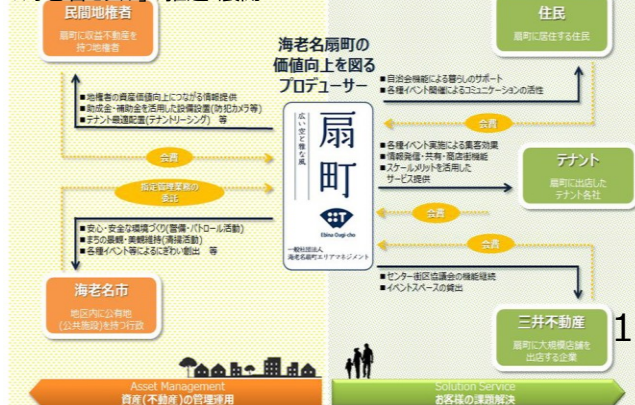 民間地権者
扇町に収益不動産を
持つ地権者
海老名扇町の
価値向上を図る
プロデューサー
住民
扇町に居住する住民
■地権者の資産価値向上につながる情報提供
■助成金・補助金を活用した設備設置(防犯カメラ等)
■テナント最適配置(テナントリーシング) 等
■自治会機能による暮らしのサポート
■各種イベント開催によるコミュニケーションの活性
会費
会費
広い空と雅な風
扇町
Ebina Ougi-cho
一般社団法人
海老名扇町エリアマネジメント
■各種イベント実施による集客効果
■情報発信・共有・商店街機能
■スケールメリットを活用した
サービス提供
テナント
扇町に出店した
テナント各社
指定管理業務の
委託
会費
■安心・安全な環境づくり(警備・パトロール活動)
■まちの景観・美観維持(清掃活動)
■各種イベント等によるにぎわい創出 等
会費
■センター街区協議会の機能継続
■イベントスペースの貸出
海老名市
地区内に公有地
(公共施設)を持つ行政
三井不動産
扇町に大規模店舗を
出店する企業
1
Asset Management
資産(不動産)の管理運用
Solution Service
お客様の課題解決